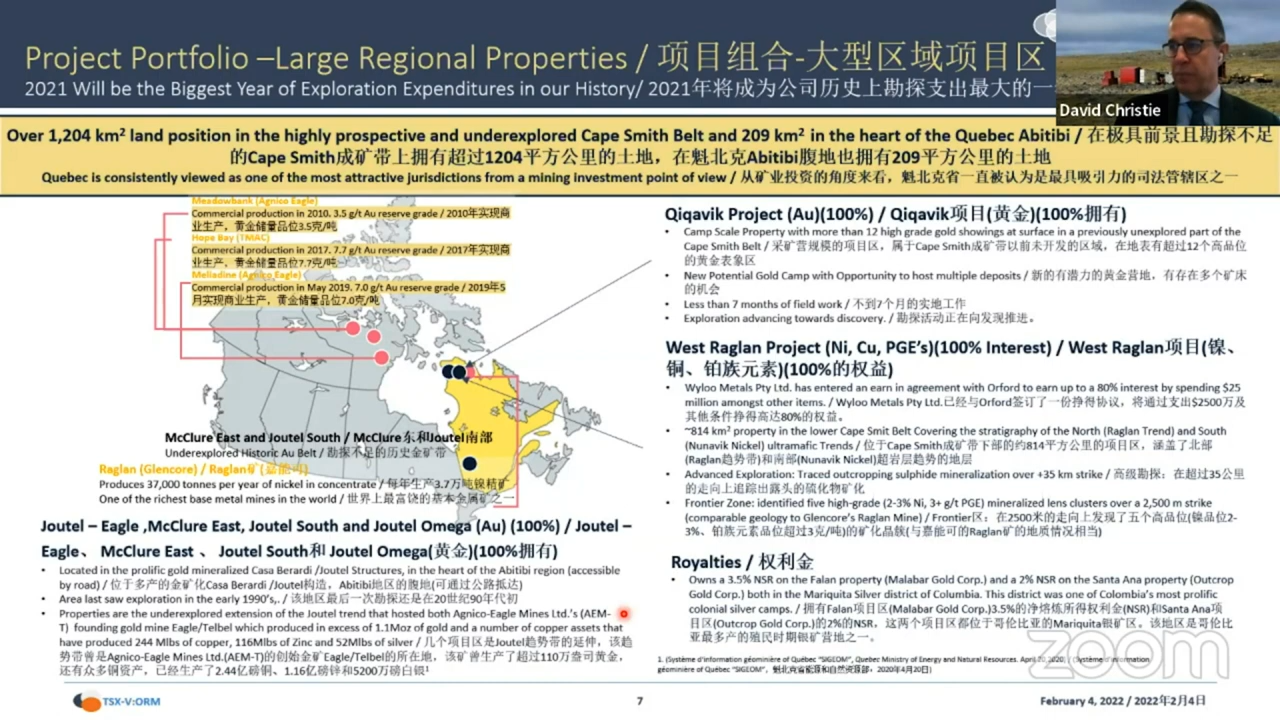 Project Portfolio –Large Regional Properties / 项目组合-大型区域项目区
2021 Will be the Biggest Year of Exploration Expenditures in our History/ 2021年将成为公司历史上勘探支出最大的一
David Christie
Over 1,204 km² land position in the highly prospective and underexplored Cape Smith Belt and 209 km² in the heart of the Quebec Abitibi / 在极具前景且勘探不足
的Cape Smith成矿带上拥有超过1204平方公里的土地，在魁北克Abitibi腹地也拥有209平方公里的土地
Quebec is consistently viewed as one of the most attractive jurisdictions from a mining investment point of view / 从矿业投资的角度来看，魁北克省一直被认为是最具吸引力的司法管辖区之一
Meadowbank (Agnico Eagle)
Commercial production in 2010. 3.5 g/t Au reserve grade / 2010年实现商
业生产，黄金储量品位3.5克/吨
Hope Bay (TMAC)
Commercial production in 2017. 7.7 g/t Au reserve grade / 2017年实现商
业生产，黄金储量品位7.7克/吨
Meliadine (Agnico Eagle)
Commercial production in May 2019. 7.0 g/t Au reserve grade / 2019年5
月实现商业生产，黄金储量品位7.0克/吨
McClure East and Joutel South / McClure东和Joutel南部
Underexplored Historic Au Belt / 勘探不足的历史金矿带
Raglan (Glencore) / Raglan矿(嘉能可)
Produces 37,000 tonnes per year of nickel in concentrate / 每年生产3.7万吨镍精矿
One of the richest base metal mines in the world / 世界上最富饶的基本金属矿之一
Joutel – Eagle ,McClure East, Joutel South and Joutel Omega (Au) (100%) / Joutel –
Eagle、 McClure East 、 Joutel South和 Joutel Omega(黄金)(100%拥有)
• Located in the prolific gold mineralized Casa Berardi /Joutel Structures, in the heart of the Abitibi region (accessible
by road) / 位于多产的金矿化Casa Berardi /Joutel构造，Abitibi地区的腹地(可通过公路抵达)
• Area last saw exploration in the early 1990's,. / 该地区最后一次勘探还是在20世纪90年代初
• Properties are the underexplored extension of the Joutel trend that hosted both Agnico-Eagle Mines Ltd.'s (AEM-
T) founding gold mine Eagle/Telbel which produced in excess of 1.1Moz of gold and a number of copper assets that
have produced 244 Mlbs of copper, 116Mlbs of Zinc and 52Mlbs of silver / 几个项目区是Joutel趋势带的延伸，该趋
势带曾是Agnico-Eagle Mines Ltd.(AEM-T)的创始金矿Eagle/Telbel的所在地，该矿曾生产了超过110万盎司黄金，
还有众多铜资产，已经生产了2.44亿磅铜、1.16亿磅锌和5200万磅白银¹
Qiqavik Project (Au)(100%) / Qiqavik项目(黄金)(100%拥有)
• Camp Scale Property with more than 12 high grade gold showings at surface in a previously unexplored part of the
Cape Smith Belt / 采矿营规模的项目区，属于Cape Smith成矿带以前未开发的区域，在地表有超过12个高品位
的黄金表象区
• New Potential Gold Camp with Opportunity to host multiple deposits / 新的有潜力的黄金营地，有存在多个矿床
的机会
• Less than 7 months of field work / 不到7个月的实地工作
• Exploration advancing towards discovery. / 勘探活动正在向发现推进。
West Raglan Project (Ni, Cu, PGE's)(100% Interest) / West Raglan项目(镍、
铜、铂族元素)(100%的权益)
• Wyloo Metals Pty Ltd. has entered an earn in agreement with Orford to earn up to a 80% interest by spending $25
million amongst other items. / Wyloo Metals Pty Ltd.已经与Orford签订了一份挣得协议，将通过支出$2500万及
其他条件挣得高达80%的权益。
• ~814 km² property in the lower Cape Smit Belt Covering the stratigraphy of the North (Raglan Trend) and South
(Nunavik Nickel) ultramafic Trends / 位于Cape Smith成矿带下部的约814平方公里的项目区，涵盖了北部
(Raglan趋势带)和南部(Nunavik Nickel)超岩层趋势的地层
• Advanced Exploration: Traced outcropping sulphide mineralization over +35 km strike / 高级勘探：在超过35公里
的走向上追踪出露头的硫化物矿化
• Frontier Zone: identified five high-grade (2-3% Ni, 3+ g/t PGE) mineralized lens clusters over a 2,500 m strike
(comparable geology to Glencore's Raglan Mine) / Frontier区：在2500米的走向上发现了五个高品位(镍品位2-
3%、铂族元素品位超过3克/吨)的矿化晶簇(与嘉能可的Raglan矿的地质情况相当)
Royalties / 权利金
• Owns a 3.5% NSR on the Falan property (Malabar Gold Corp.) and a 2% NSR on the Santa Ana property (Outcrop
Gold Corp.) both in the Mariquita Silver district of Columbia. This district was one of Colombia's most prolific
colonial silver camps. / 拥有Falan项目区(Malabar Gold Corp.)3.5%的净熔炼所得权利金(NSR)和Santa Ana项
目区(Outcrop Gold Corp.)的2%的NSR，这两个项目区都位于哥伦比亚的Mariquita银矿区。该地区是哥伦比
亚最多产的殖民时期银矿营地之一。
1. (Système d'information géominière of Québec "SIGEOM", Quebec Ministry of Energy and Natural Resources. April 20, 2020) / (Système d'information
géominière of Québec "SIGEOM"，魁北克省能源和自然资源部，2020年4月20日)
zoom
TSX-V:ORM
7
February 4, 2022 / 2022年2月4日